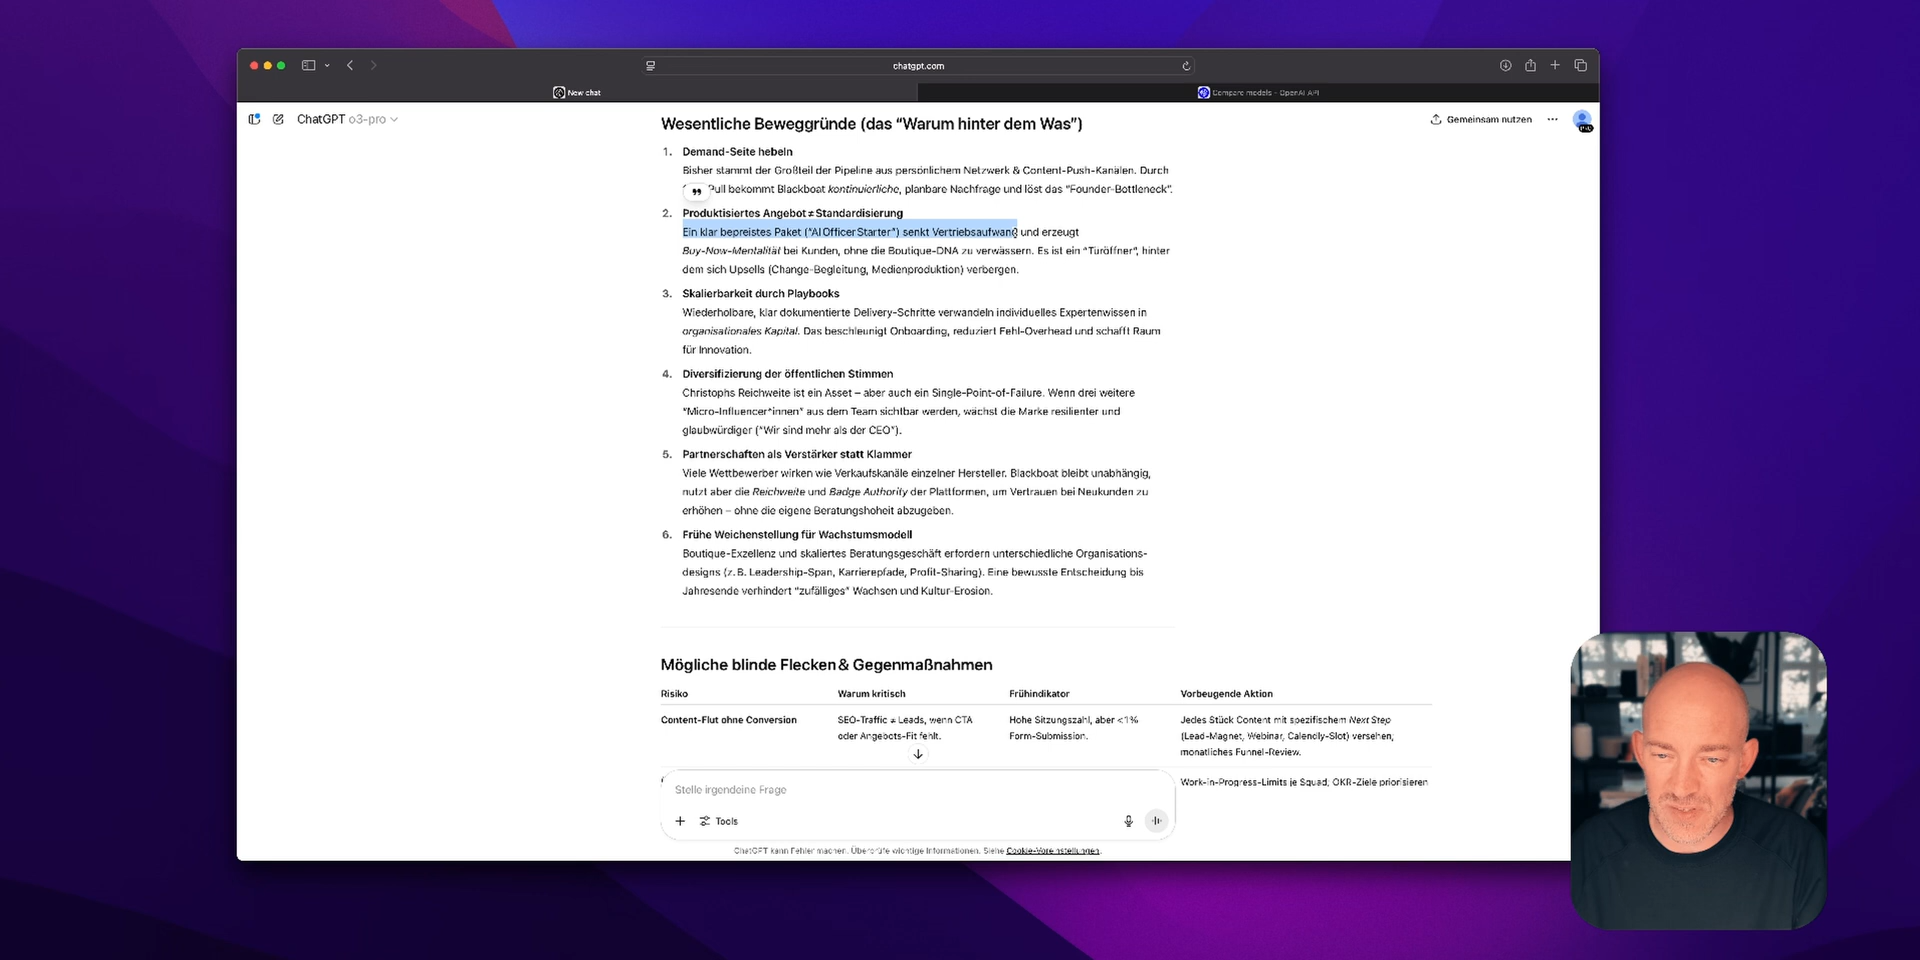 chatgpt.com
New chat
Compare models - OpenAI API
ChatGPT o3-pro
Gemeinsam nutzen
Wesentliche Beweggründe (das “Warum hinter dem Was”)
1. Demand-Seite hebeln
Bisher stammt der Großteil der Pipeline aus persönlichem Netzwerk & Content-Push-Kanälen. Durch
Pull bekommt Blackboat kontinuierliche, planbare Nachfrage und löst das “Founder-Bottleneck”.
2. Produktisiertes Angebot ≠ Standardisierung
Ein klar bepreistes Paket (“AI Officer Starter”) senkt Vertriebsaufwand und erzeugt
Buy-Now-Mentalität bei Kunden, ohne die Boutique-DNA zu verwässern. Es ist ein “Türöffner”, hinter
dem sich Upsells (Change-Begleitung, Medienproduktion) verbergen.
3. Skalierbarkeit durch Playbooks
Wiederholbare, klar dokumentierte Delivery-Schritte verwandeln individuelles Expertenwissen in
organisationales Kapital. Das beschleunigt Onboarding, reduziert Fehl-Overhead und schafft Raum
für Innovation.
4. Diversifizierung der öffentlichen Stimmen
Christophs Reichweite ist ein Asset – aber auch ein Single-Point-of-Failure. Wenn drei weitere
“Micro-Influencer*innen” aus dem Team sichtbar werden, wächst die Marke resilienter und
glaubwürdiger (“Wir sind mehr als der CEO”).
5. Partnerschaften als Verstärker statt Klammer
Viele Wettbewerber wirken wie Verkaufskanäle einzelner Hersteller. Blackboat bleibt unabhängig,
nutzt aber die Reichweite und Badge Authority der Plattformen, um Vertrauen bei Neukunden zu
erhöhen – ohne die eigene Beratungshoheit abzugeben.
6. Frühe Weichenstellung für Wachstumsmodell
Boutique-Exzellenz und skaliertes Beratungsgeschäft erfordern unterschiedliche Organisations-
designs (z. B. Leadership-Span, Karrierepfade, Profit-Sharing). Eine bewusste Entscheidung bis
Jahresende verhindert “zufälliges” Wachsen und Kultur-Erosion.
Mögliche blinde Flecken & Gegenmaßnahmen
Risiko Warum kritisch Frühindikator Vorbeugende Aktion
Content-Flut ohne Conversion SEO-Traffic ≠ Leads, wenn CTA Hohe Sitzungszahl, aber <1% Jedes Stück Content mit spezifischem Next Step
oder Angebots-Fit fehlt. Form-Submission. (Lead-Magnet, Webinar, Calendly-Slot) versehen;
monatliches Funnel-Review.
Work-in-Progress-Limits je Squad; OKR-Ziele priorisieren
Stelle irgendeine Frage
Tools
ChatGPT kann Fehler machen. Überprüfe wichtige Informationen. Siehe Cookie-Voreinstellungen.